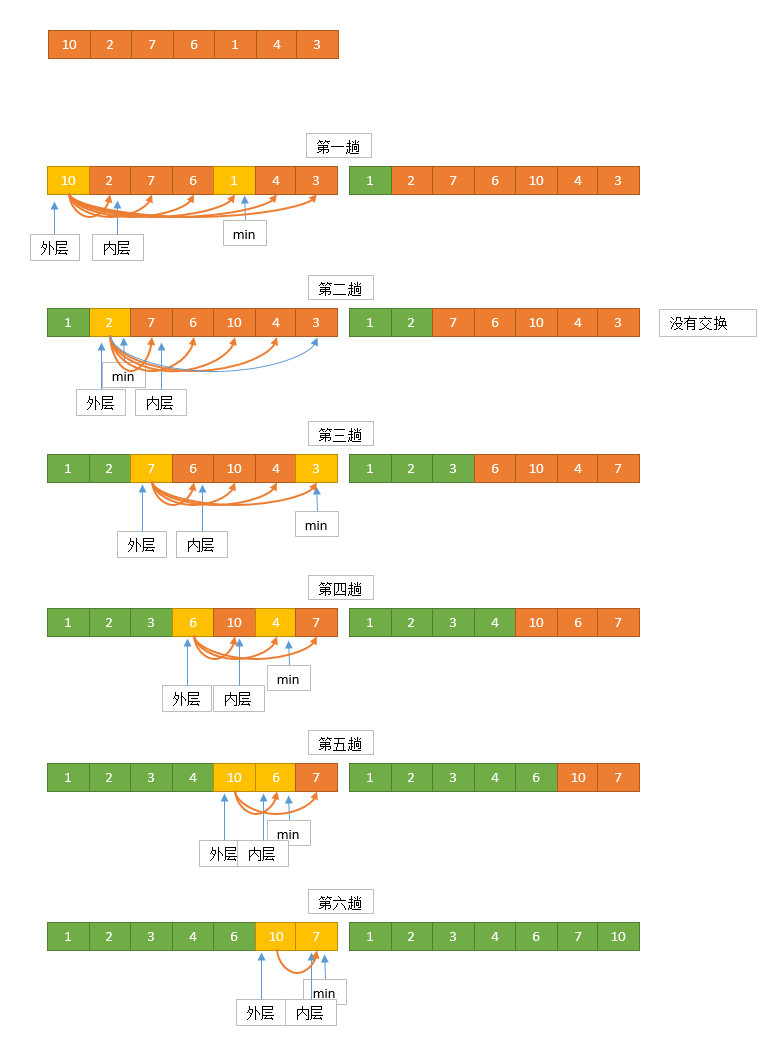 10 2 7 6 1 4 3
第一趟
10 2 7 6 1 4 3 1 2 7 6 10 4 3
min
外层 内层
第二趟
1 2 7 6 10 4 3 1 2 7 6 10 4 3 没有交换
min
外层 内层
第三趟
1 2 7 6 10 4 3 1 2 3 6 10 4 7
min
外层 内层
第四趟
1 2 3 6 10 4 7 1 2 3 4 10 6 7
min
外层 内层
第五趟
1 2 3 4 10 6 7 1 2 3 4 6 10 7
min
外层 内层
第六趟
1 2 3 4 6 10 7 1 2 3 4 6 7 10
min
外层 内层